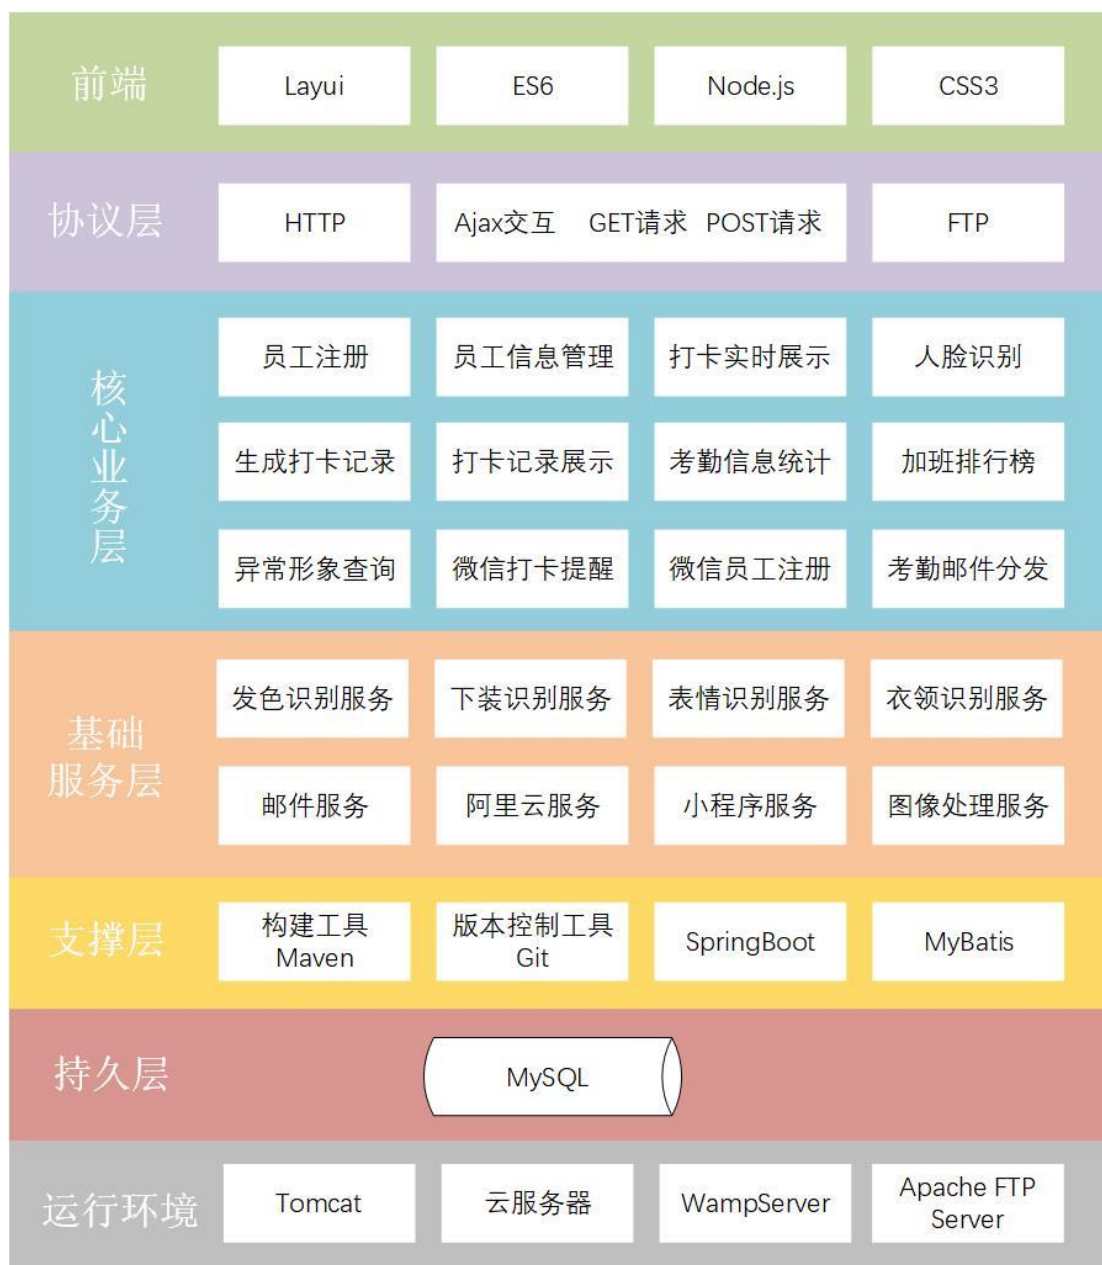 前端
Layui
ES6
Node.js
CSS3
协议层
HTTP
Ajax交互 GET请求 POST请求
FTP
核心业务层
员工注册
员工信息管理
打卡实时展示
人脸识别
生成打卡记录
打卡记录展示
考勤信息统计
加班排行榜
异常形象查询
微信打卡提醒
微信员工注册
考勤邮件分发
基础
服务层
发色识别服务
下装识别服务
表情识别服务
衣领识别服务
邮件服务
阿里云服务
小程序服务
图像处理服务
支撑层
构建工具
Maven
版本控制工具
Git
SpringBoot
MyBatis
持久层
MySQL
运行环境
Tomcat
云服务器
WampServer
Apache FTP
Server